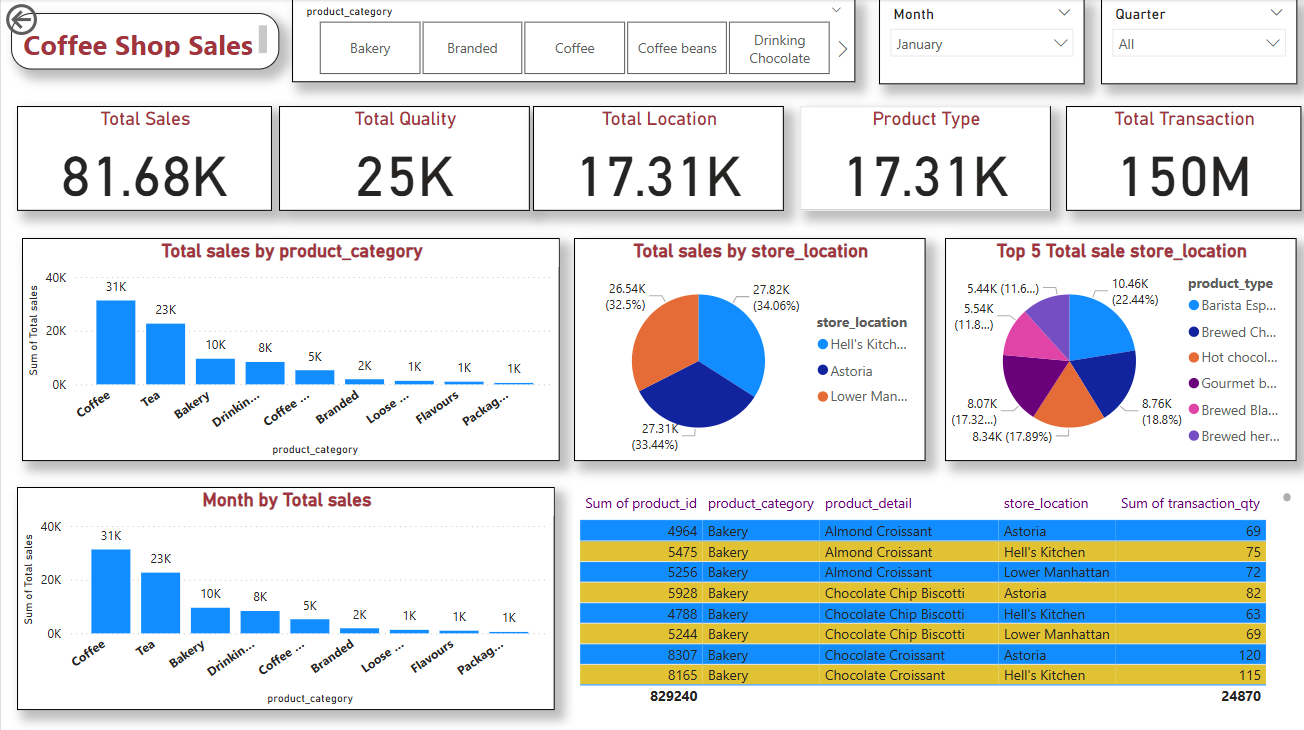 Coffee Shop Sales
product_category
Bakery
Branded
Coffee
Coffee beans
Drinking
Chocolate
Month
January
Quarter
All
Total Sales
81.68K
Total Quality
25K
Total Location
17.31K
Product Type
17.31K
Total Transaction
150M
Total sales by product_category
Sum of Total sales
40K
20K
0K
31K
23K
10K
8K
5K
2K
1K
1K
1K
Coffee
Tea
Bakery
Drinkin...
Coffee ...
Branded
Loose ...
Flavours
Packag...
product_category
Total sales by store_location
26.54K
(32.5%)
27.82K
(34.06%)
27.31K
(33.44%)
store_location
Hell's Kitch...
Astoria
Lower Man...
Top 5 Total sale store_location
5.44K (11.6...)
10.46K
(22.44%)
5.54K
(11.8...)
8.07K
(17.32...)
8.76K
(18.8%)
8.34K (17.89%)
product_type
Barista Esp...
Brewed Ch...
Hot chocol...
Gourmet b...
Brewed Bla...
Brewed her...
Month by Total sales
Sum of Total sales
40K
20K
0K
31K
23K
10K
8K
5K
2K
1K
1K
1K
Coffee
Tea
Bakery
Drinkin...
Coffee ...
Branded
Loose ...
Flavours
Packag...
product_category
Sum of product_id product_category product_detail store_location Sum of transaction_qty
4964 Bakery Almond Croissant Astoria 69
5475 Bakery Almond Croissant Hell's Kitchen 75
5256 Bakery Almond Croissant Lower Manhattan 72
5928 Bakery Chocolate Chip Biscotti Astoria 82
4788 Bakery Chocolate Chip Biscotti Hell's Kitchen 63
5244 Bakery Chocolate Chip Biscotti Lower Manhattan 69
8307 Bakery Chocolate Croissant Astoria 120
8165 Bakery Chocolate Croissant Hell's Kitchen 115
829240 24870